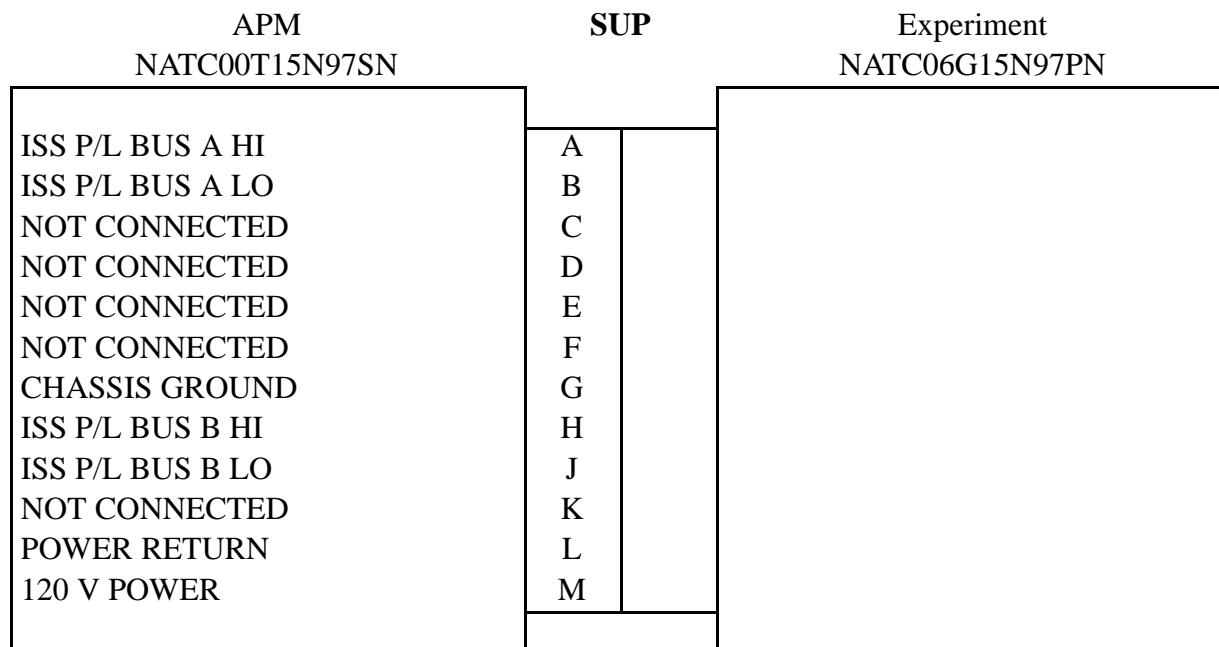 APM SUP Experiment
NATC00T15N97SN NATC06G15N97PN
ISS P/L BUS A HI A
ISS P/L BUS A LO B
NOT CONNECTED C
NOT CONNECTED D
NOT CONNECTED E
NOT CONNECTED F
CHASSIS GROUND G
ISS P/L BUS B HI H
ISS P/L BUS B LO J
NOT CONNECTED K
POWER RETURN L
120 V POWER M